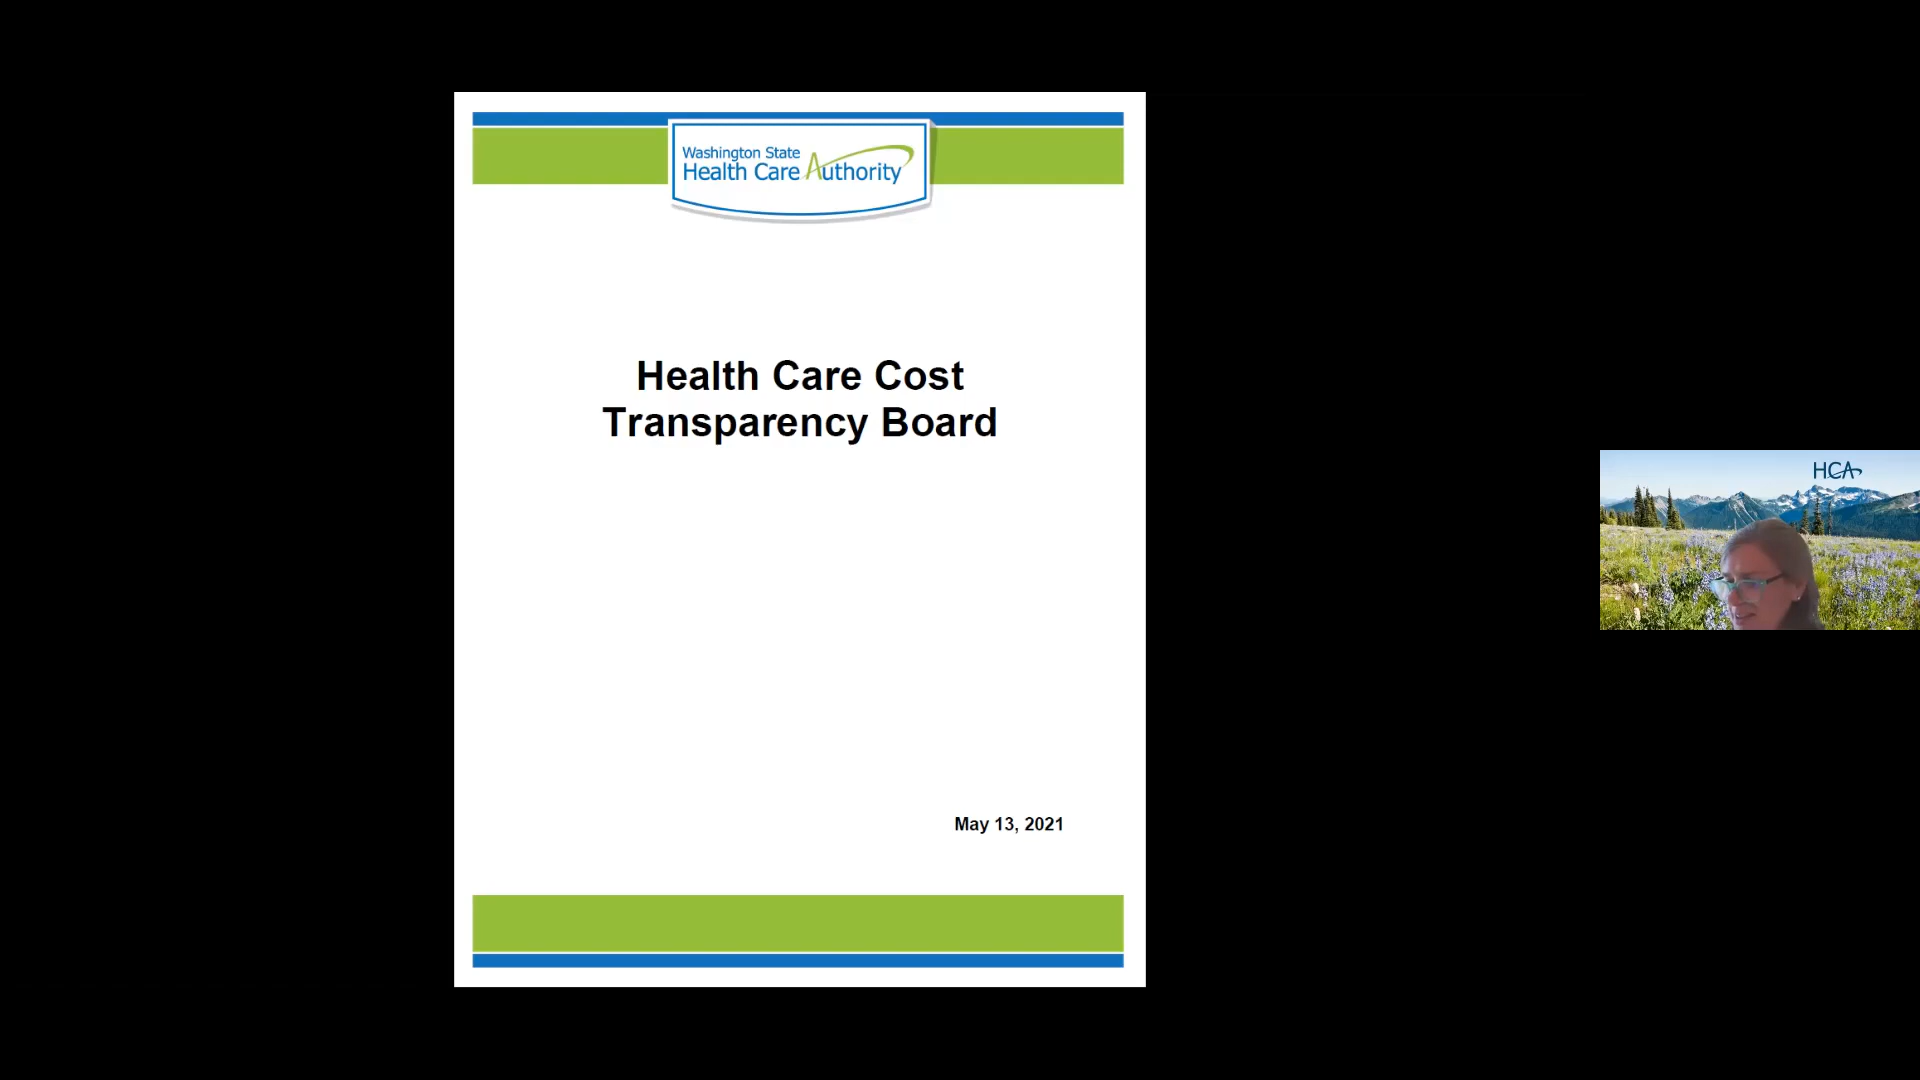 Washington State
Health Care Authority
Health Care Cost
Transparency Board
May 13, 2021
HCA